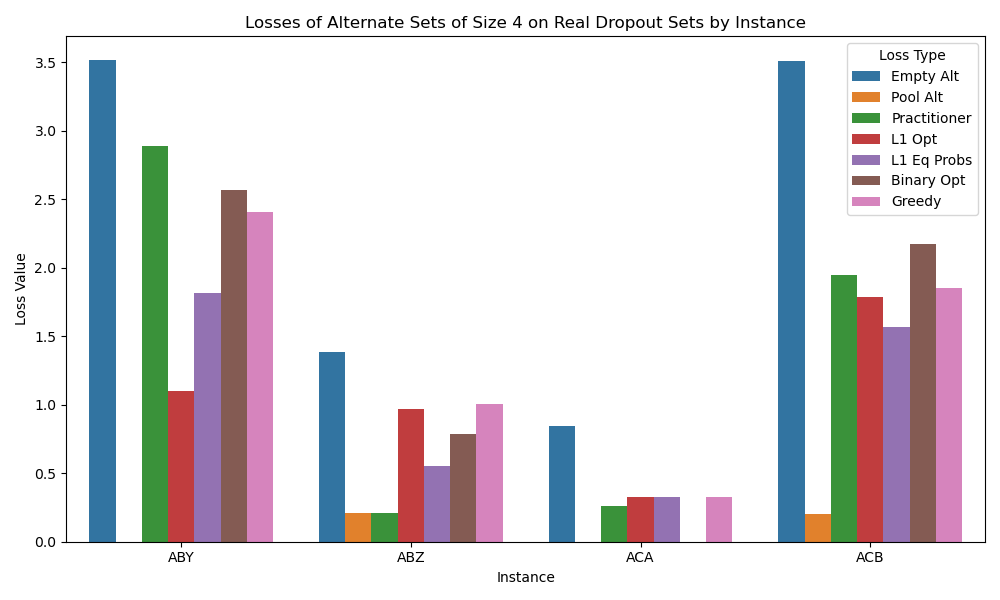 Losses of Alternate Sets of Size 4 on Real Dropout Sets by Instance
Loss Value
3.5
3.0
2.5
2.0
1.5
1.0
0.5
0.0
Loss Type
Empty Alt
Pool Alt
Practitioner
L1 Opt
L1 Eq Probs
Binary Opt
Greedy
ABY
ABZ
ACA
ACB
Instance